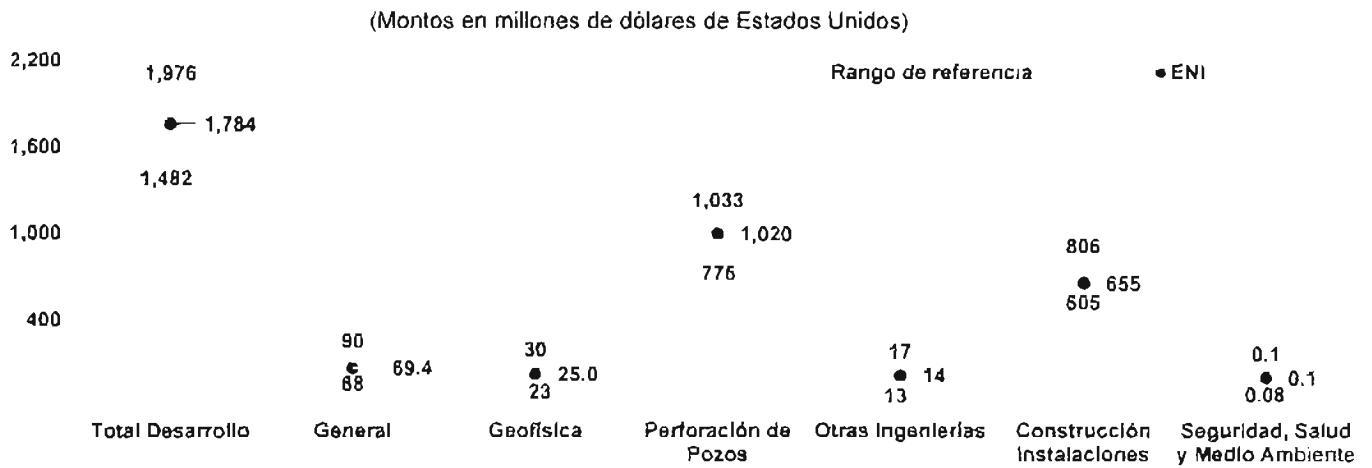 (Montos en millones de dólares de Estados Unidos)
2,200
1,976
Rango de referencia
ENI
1,784
1,600
1,482
1,033
1,000
1,020
806
776
655
605
400
90
69.4
68
30
25.0
23
17
14
13
0.1
0.1
0.08
Total Desarrollo
General
Geofísica
Perforación de
Pozos
Otras Ingenierías
Construcción
Instalaciones
Seguridad, Salud
y Medio Ambiente